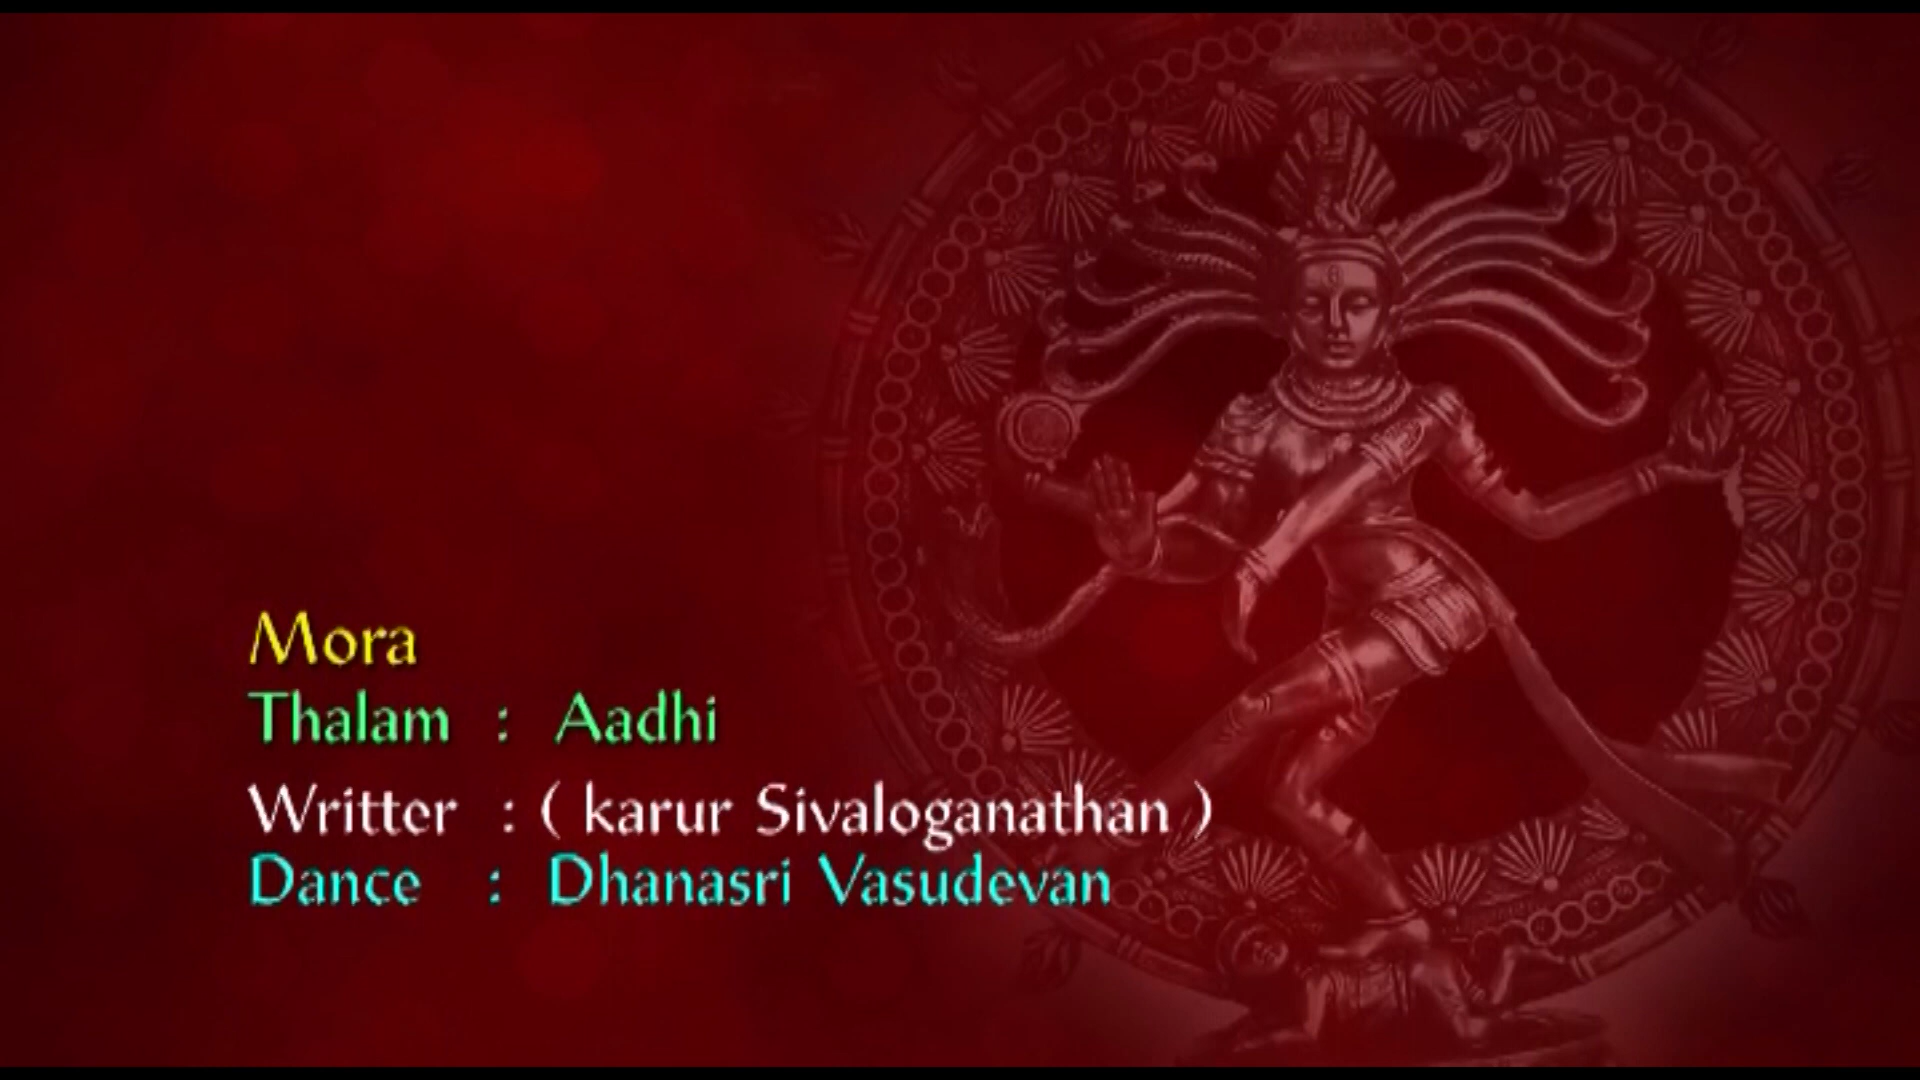 Mora
Thalam : Aadhi
Writter : ( karur Sivaloganathan )
Dance : Dhanasri Vasudevan